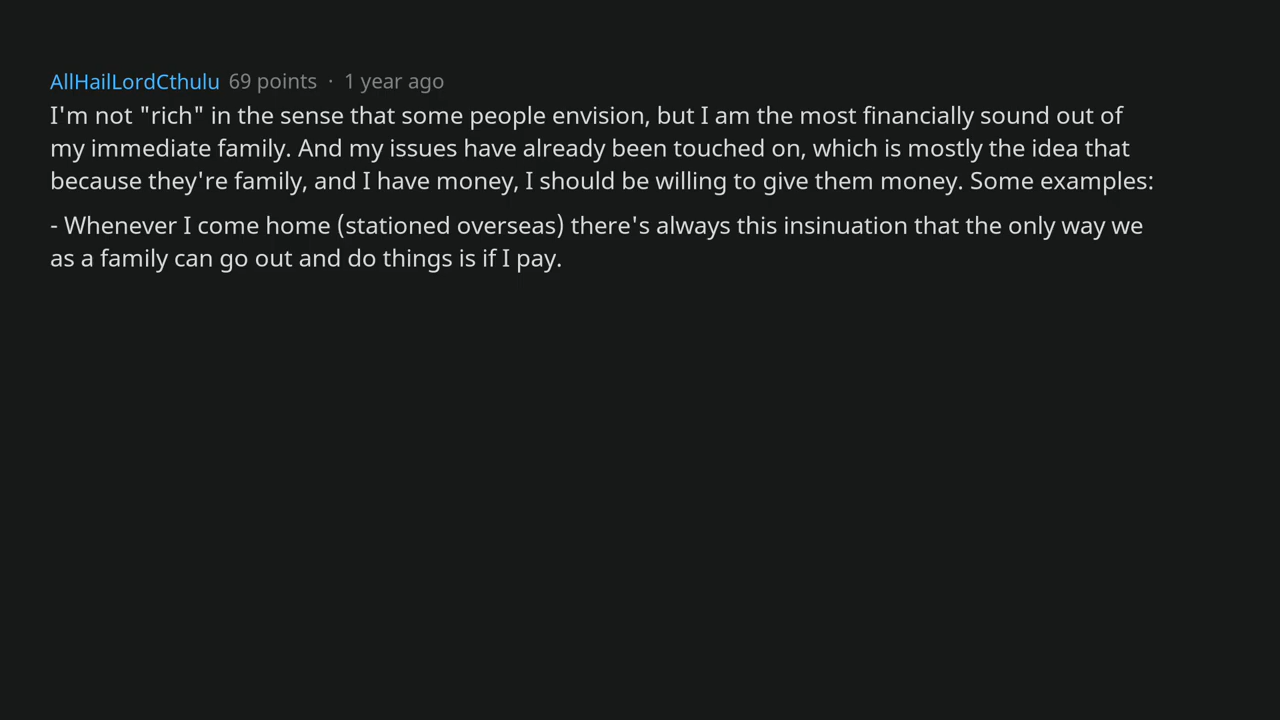 AllHailLordCthulu 69 points · 1 year ago
I'm not "rich" in the sense that some people envision, but I am the most financially sound out of
my immediate family. And my issues have already been touched on, which is mostly the idea that
because they're family, and I have money, I should be willing to give them money. Some examples:
- Whenever I come home (stationed overseas) there's always this insinuation that the only way we
as a family can go out and do things is if I pay.